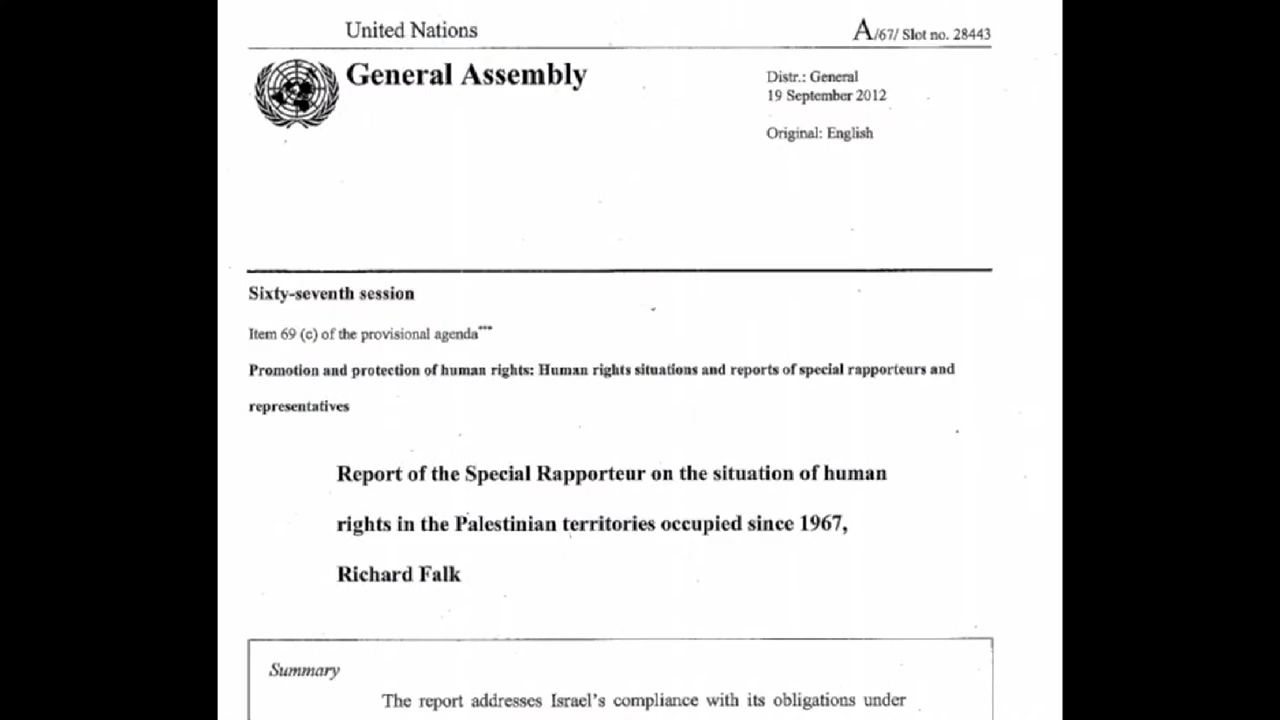 United Nations
A/67/ Slot no. 28443
General Assembly
Distr.: General
19 September 2012
Original: English
Sixty-seventh session
Item 69 (c) of the provisional agenda***
Promotion and protection of human rights: Human rights situations and reports of special rapporteurs and
representatives
Report of the Special Rapporteur on the situation of human
rights in the Palestinian territories occupied since 1967,
Richard Falk
Summary
The report addresses Israel's compliance with its obligations under